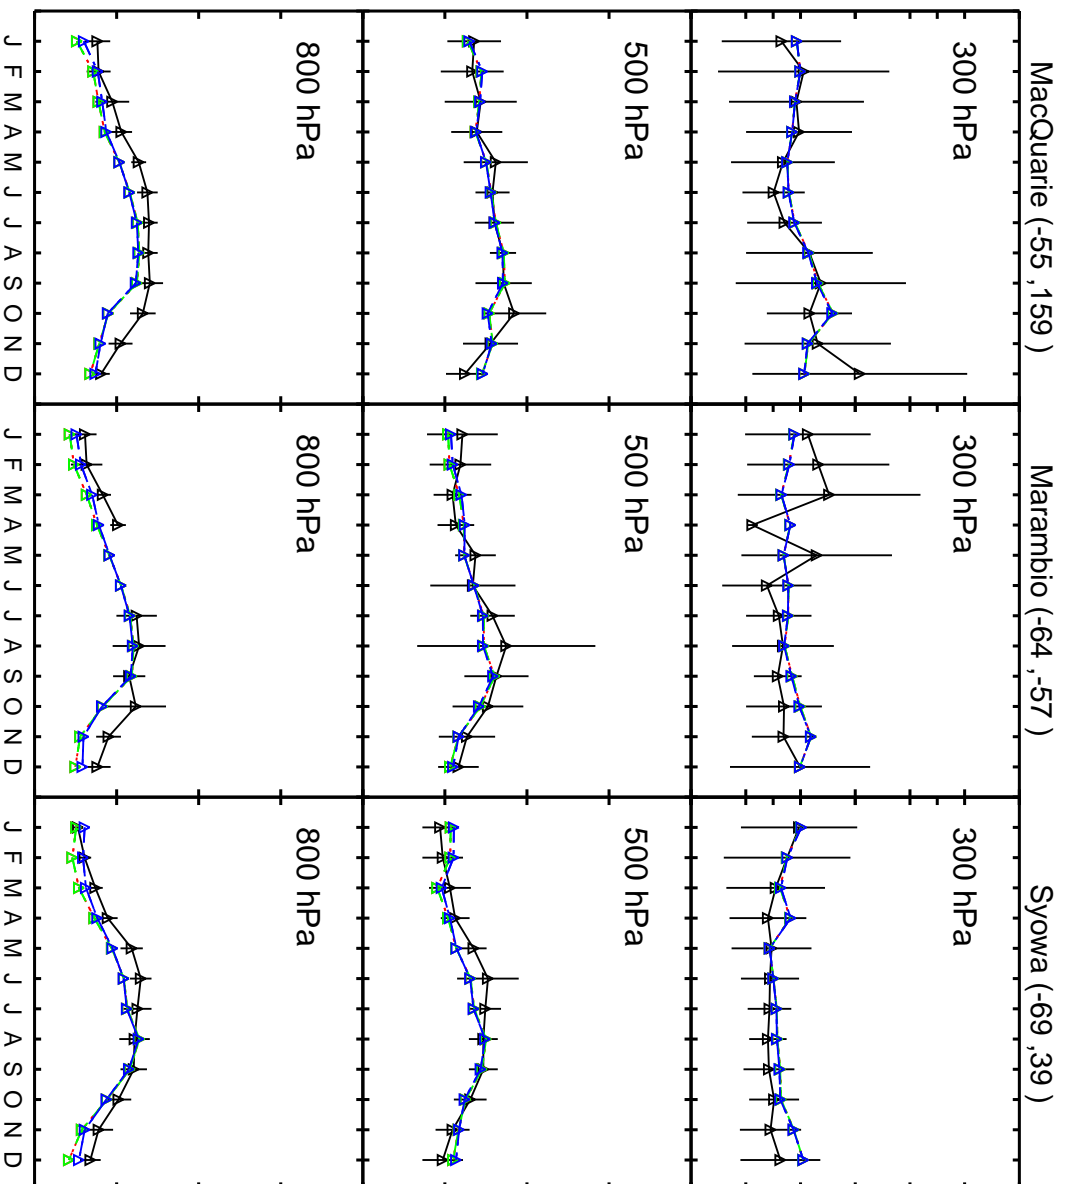 MacQuarie (-55 ,159 )
300 hPa
500 hPa
800 hPa
J F M A M J J A S O N D
Marambio (-64 ,-57 )
300 hPa
500 hPa
800 hPa
J F M A M J J A S O N D
Syowa (-69 ,39 )
300 hPa
500 hPa
800 hPa
J F M A M J J A S O N D